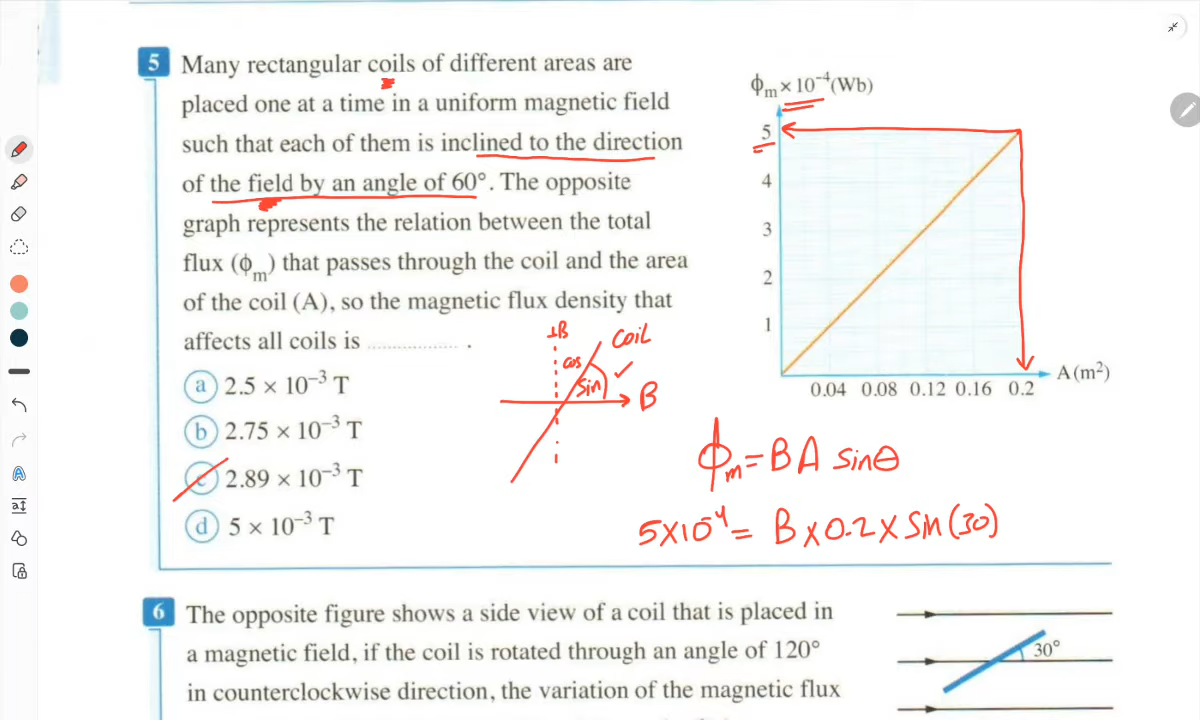 5 Many rectangular coils of different areas are
placed one at a time in a uniform magnetic field
such that each of them is inclined to the direction
of the field by an angle of 60°. The opposite
graph represents the relation between the total
flux (ϕm) that passes through the coil and the area
of the coil (A), so the magnetic flux density that
affects all coils is ................ .
a 2.5 × 10⁻³ T
b 2.75 × 10⁻³ T
c 2.89 × 10⁻³ T
d 5 × 10⁻³ T
ϕm × 10⁻⁴ (Wb)
5
4
3
2
1
0.04 0.08 0.12 0.16 0.2
A (m²)
⊥B
coil
cos
sin
B
ϕm = B A sinθ
5×10⁻⁴ = B × 0.2 × sin(30)
6 The opposite figure shows a side view of a coil that is placed in
a magnetic field, if the coil is rotated through an angle of 120°
in counterclockwise direction, the variation of the magnetic flux
30°